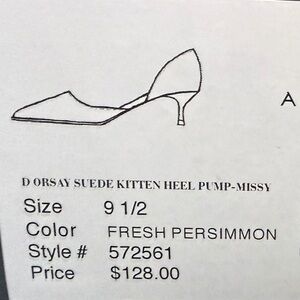 A
D ORSAY SUEDE KITTEN HEEL PUMP-MISSY
Size 9 1/2
Color FRESH PERSIMMON
Style # 572561
Price $128.00